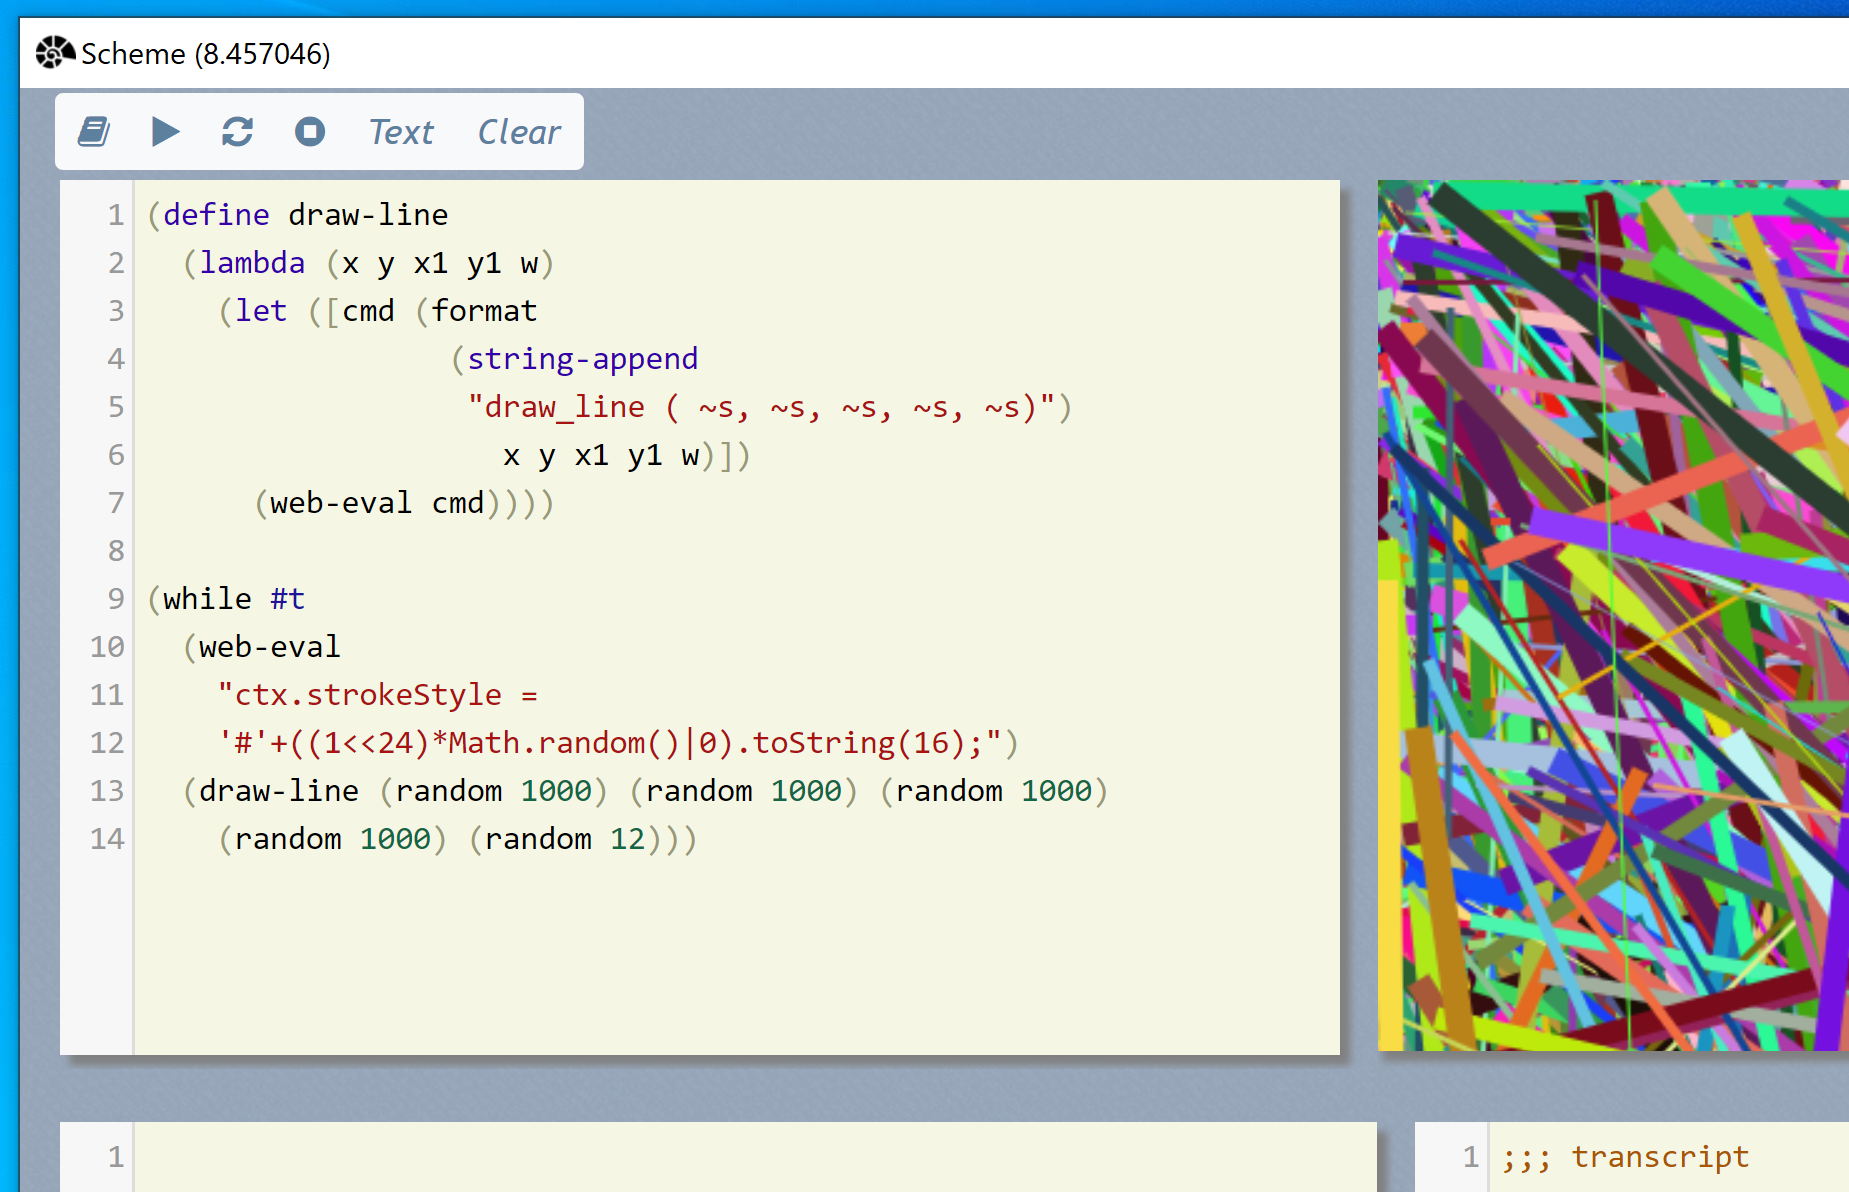 Scheme (8.457046)
Text Clear
1 (define draw-line
2   (lambda (x y x1 y1 w)
3     (let ([cmd (format
4                  (string-append
5                   "draw_line ( ~s, ~s, ~s, ~s, ~s)")
6                     x y x1 y1 w)])
7       (web-eval cmd))))
8
9 (while #t
10   (web-eval
11     "ctx.strokeStyle =
12     '#'+((1<<24)*Math.random()|0).toString(16);")
13   (draw-line (random 1000) (random 1000) (random 1000)
14     (random 1000) (random 12)))
1
1 ;;; transcript